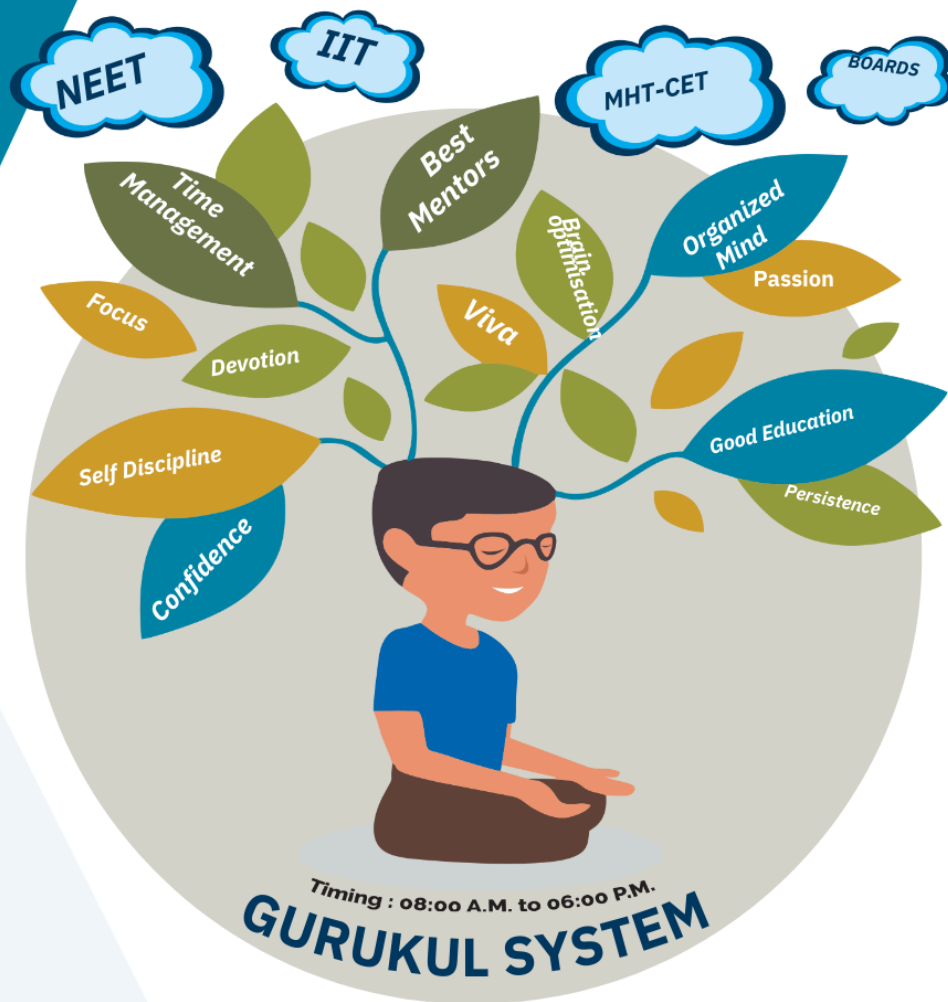 NEET
IIT
MHT-CET
BOARDS
Time
Management
Best
Mentors
Brain
optimisation
Organized
Mind
Passion
Focus
Viva
Devotion
Good Education
Self Discipline
Persistence
Confidence
Timing : 08:00 A.M. to 06:00 P.M.
GURUKUL SYSTEM